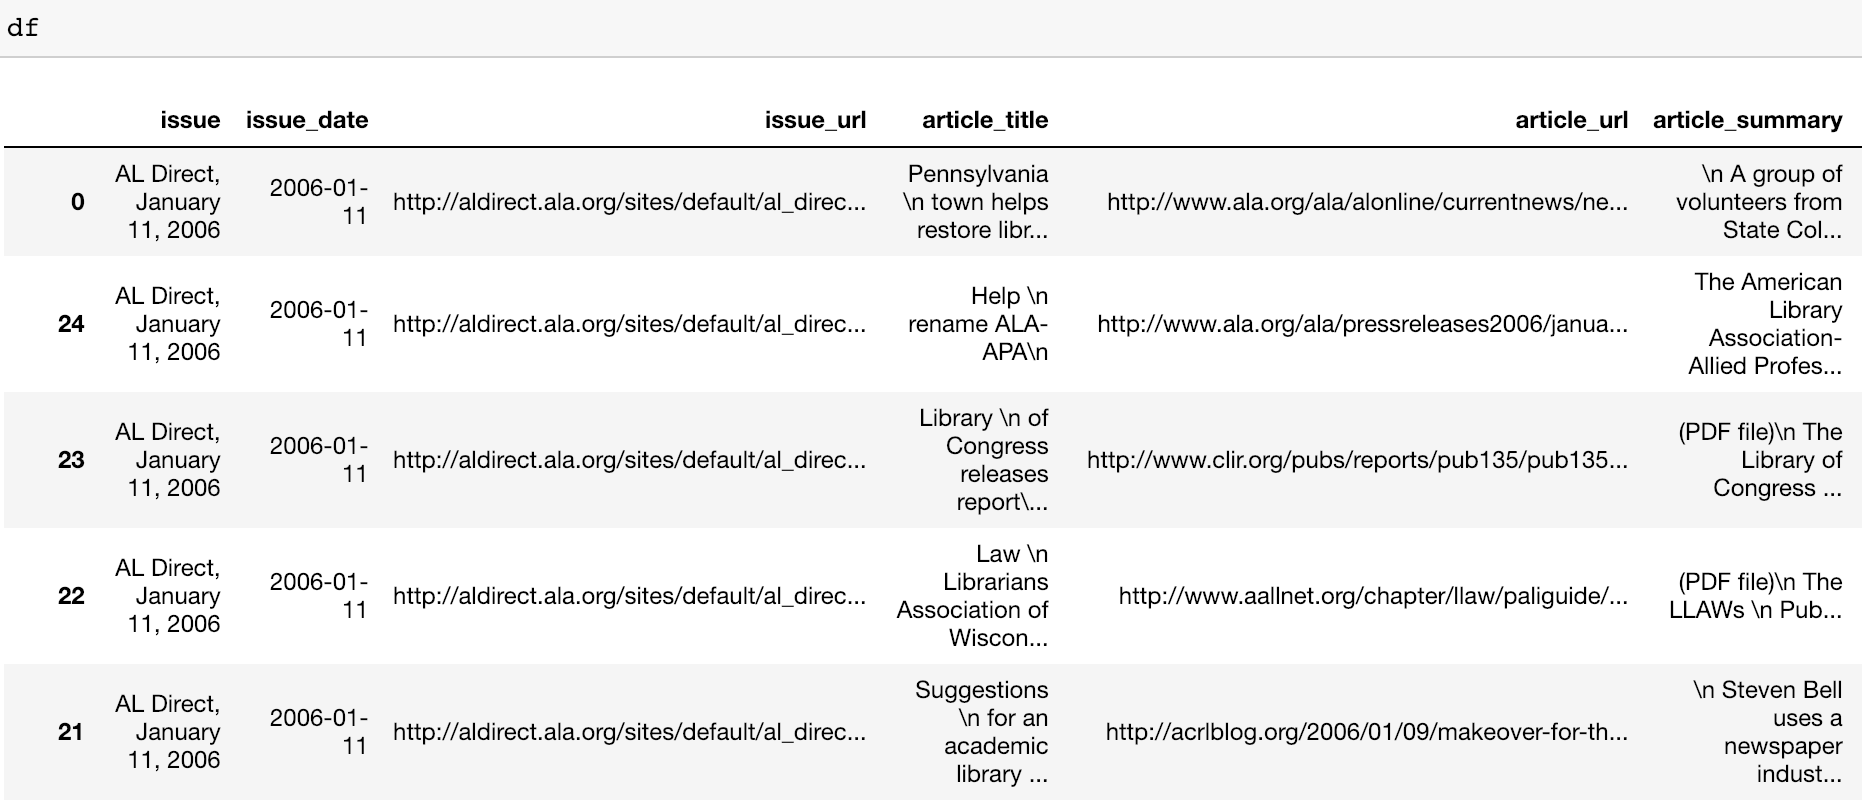 df
issue issue_date issue_url article_title article_url article_summary
0 AL Direct, January 11, 2006 2006-01-11 http://aldirect.ala.org/sites/default/al_direc... Pennsylvania \n town helps restore libr... http://www.ala.org/ala/alonline/currentnews/ne... \n A group of volunteers from State Col...
24 AL Direct, January 11, 2006 2006-01-11 http://aldirect.ala.org/sites/default/al_direc... Help \n rename ALA-APA\n http://www.ala.org/ala/pressreleases2006/janua... The American Library Association-Allied Profes...
23 AL Direct, January 11, 2006 2006-01-11 http://aldirect.ala.org/sites/default/al_direc... Library \n of Congress releases report\... http://www.clir.org/pubs/reports/pub135/pub135... (PDF file)\n The Library of Congress ...
22 AL Direct, January 11, 2006 2006-01-11 http://aldirect.ala.org/sites/default/al_direc... Law \n Librarians Association of Wiscon... http://www.aallnet.org/chapter/llaw/paliguide/... (PDF file)\n The LLAWs \n Pub...
21 AL Direct, January 11, 2006 2006-01-11 http://aldirect.ala.org/sites/default/al_direc... Suggestions \n for an academic library ... http://acrlblog.org/2006/01/09/makeover-for-th... \n Steven Bell uses a newspaper indust...